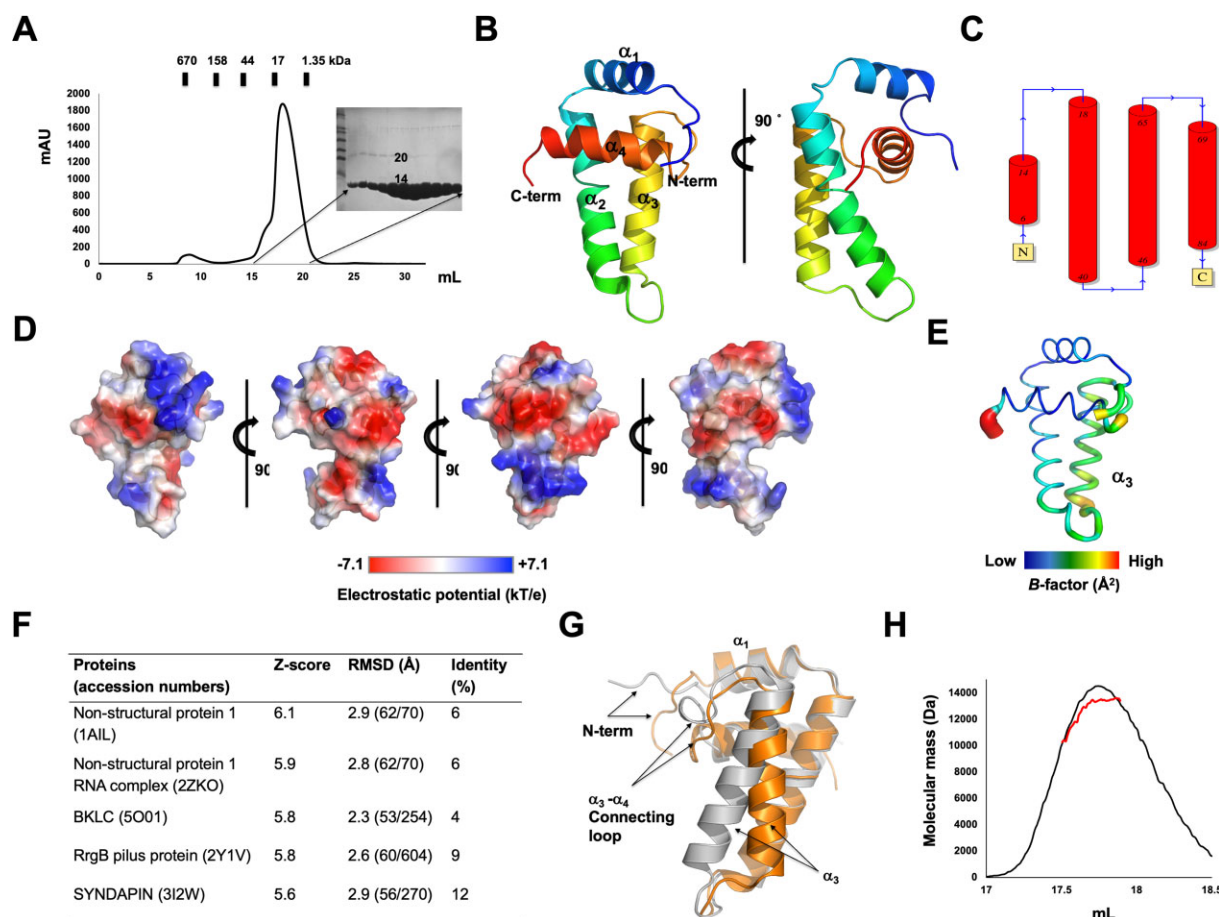 A
670 158 44 17 1.35 kDa
2000
1800
1600
1400
1200
1000
800
600
400
200
0
mAU
0 5 10 15 20 25 30 mL
20
14
B
α1
α4
N-term
C-term
α2
α3
90 °
C
14
6
N
18
40
65
46
69
84
C
D
90
90
90
-7.1 +7.1
Electrostatic potential (kT/e)
E
α3
Low High
B-factor (Å²)
F
Proteins (accession numbers) Z-score RMSD (Å) Identity (%)
Non-structural protein 1 (1AIL) 6.1 2.9 (62/70) 6
Non-structural protein 1 RNA complex (2ZKO) 5.9 2.8 (62/70) 6
BKLC (5O01) 5.8 2.3 (53/254) 4
RrgB pilus protein (2Y1V) 5.8 2.6 (60/604) 9
SYNDAPIN (3I2W) 5.6 2.9 (56/270) 12
G
α1
N-term
α3 -α4
Connecting
loop
α3
H
Molecular mass (Da)
14000
12000
10000
8000
6000
4000
2000
0
17 17.5 18 18.5
mL